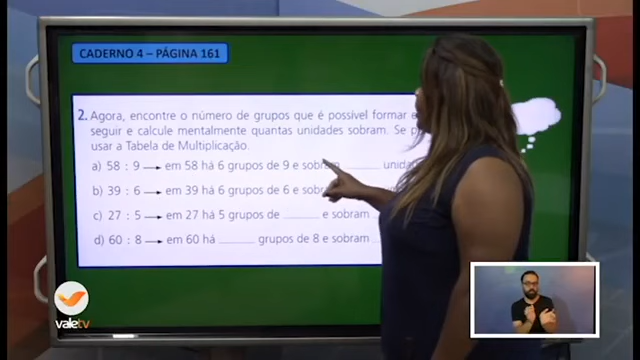 CADERNO 4 – PÁGINA 161
2. Agora, encontre o número de grupos que é possível formar
seguir e calcule mentalmente quantas unidades sobram. Se
usar a Tabela de Multiplicação.
a) 58 : 9 → em 58 há 6 grupos de 9 e sobram ______
b) 39 : 6 → em 39 há 6 grupos de 6 e
c) 27 : 5 → em 27 há 5 grupos de ______ e sobram
d) 60 : 8 → em 60 há ______ grupos de 8 e sobram
valetv